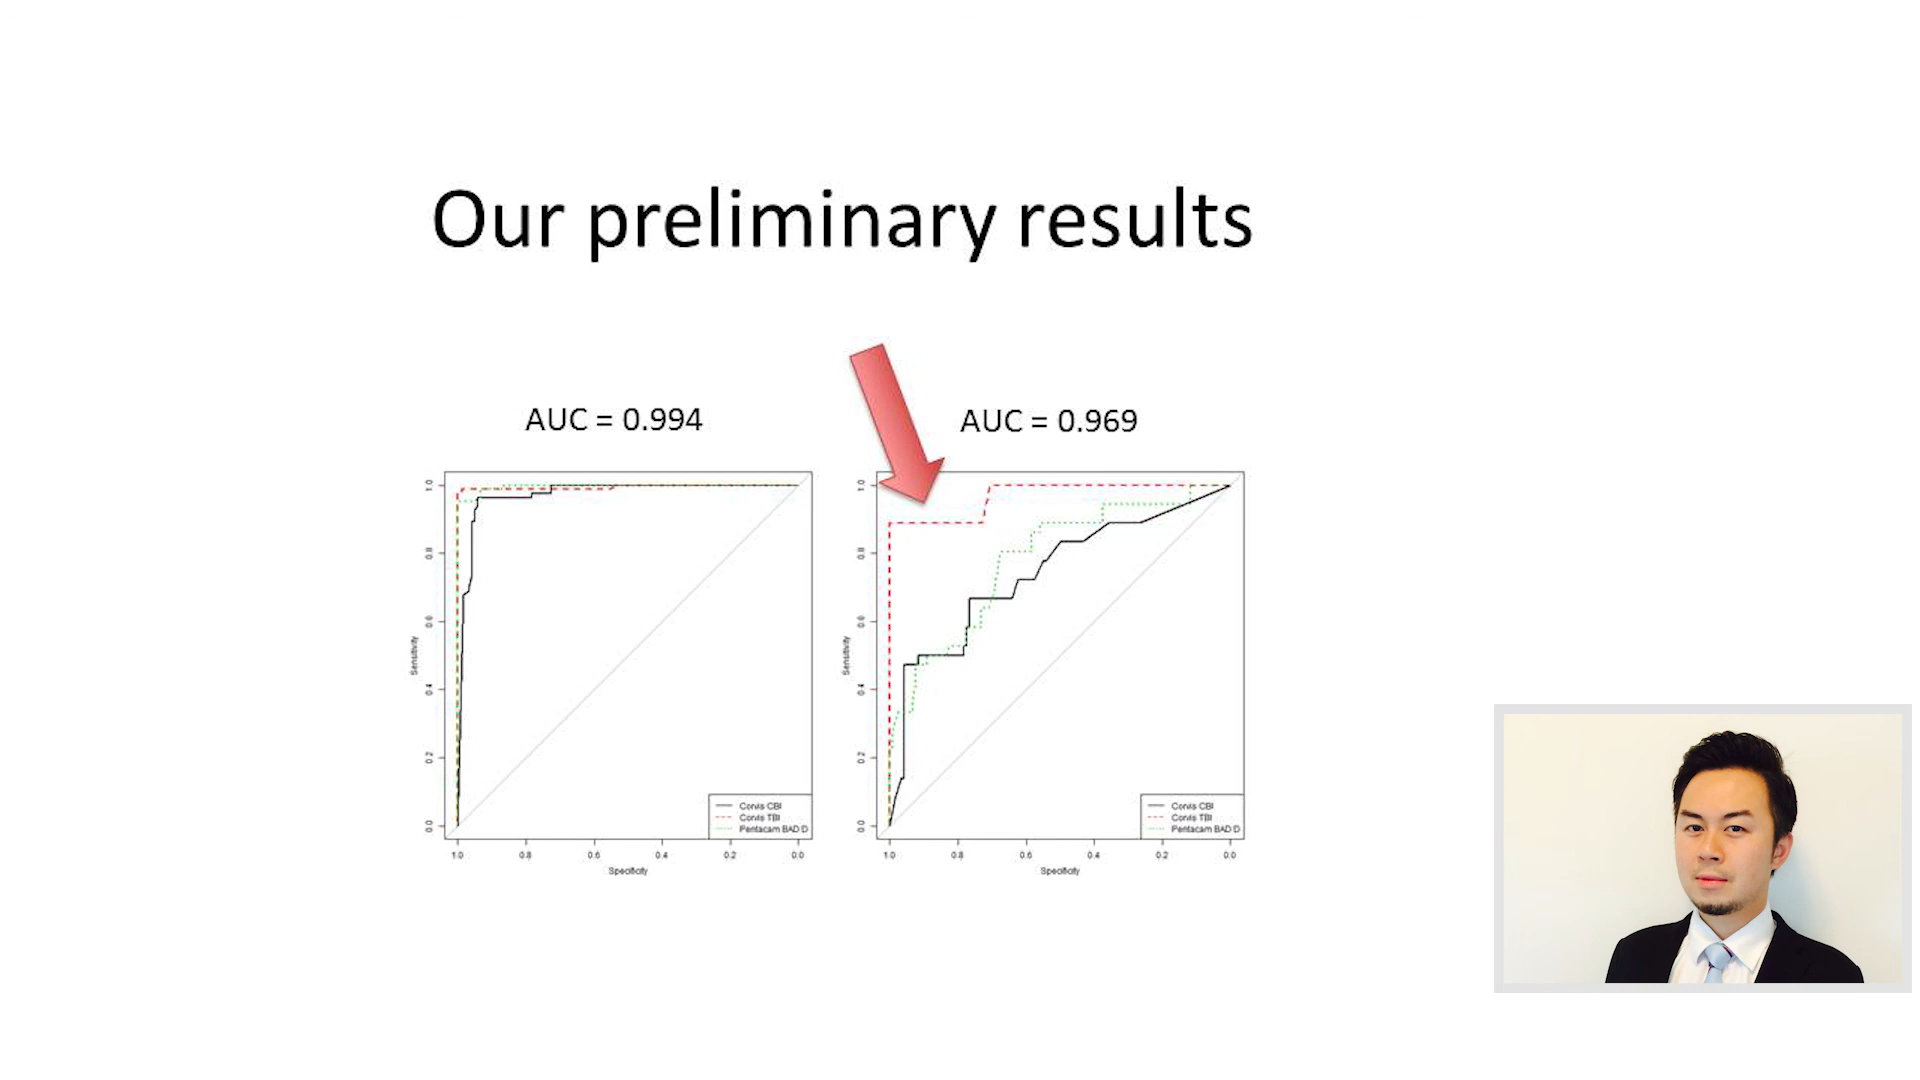 Our preliminary results
AUC = 0.994
AUC = 0.969
1.0
0.8
0.6
0.4
0.2
0.0
Sensitivity
1.0
0.8
0.6
0.4
0.2
0.0
Specificity
Corvis CBI
Corvis TBI
Pentacam BAD D
1.0
0.8
0.6
0.4
0.2
0.0
Sensitivity
1.0
0.8
0.6
0.4
0.2
0.0
Specificity
Corvis CBI
Corvis TBI
Pentacam BAD D